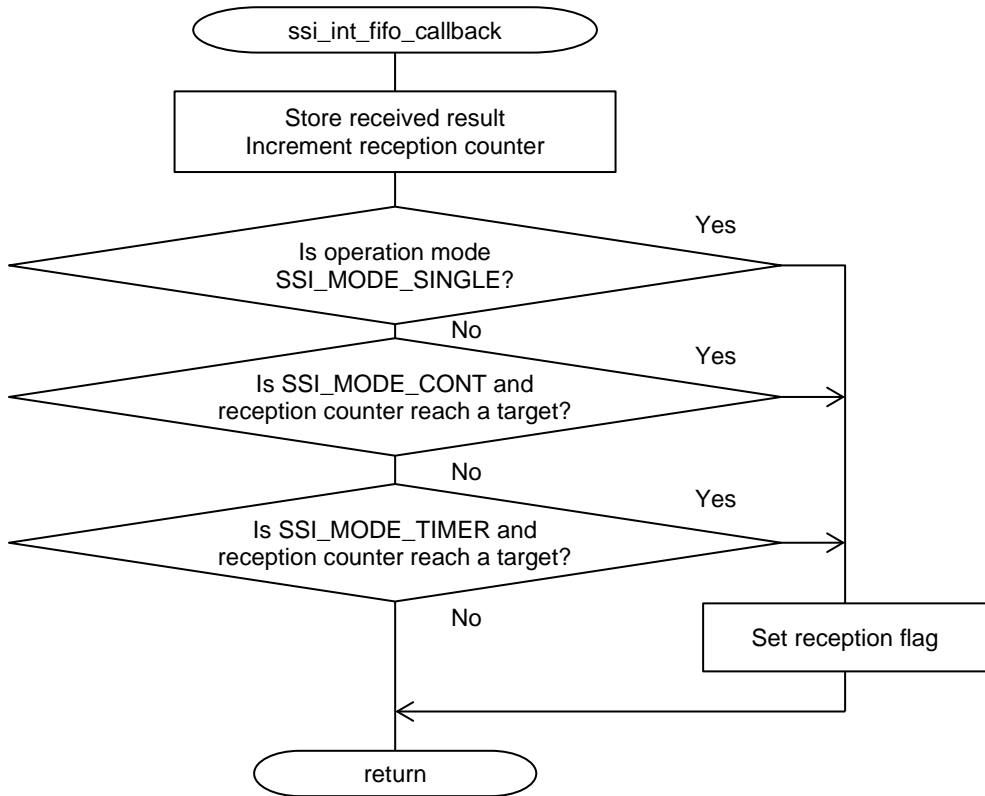 ssi_int_fifo_callback
Store received result
Increment reception counter
Yes
Is operation mode
SSI_MODE_SINGLE?
No
Yes
Is SSI_MODE_CONT and
reception counter reach a target?
No
Yes
Is SSI_MODE_TIMER and
reception counter reach a target?
No
Set reception flag
return